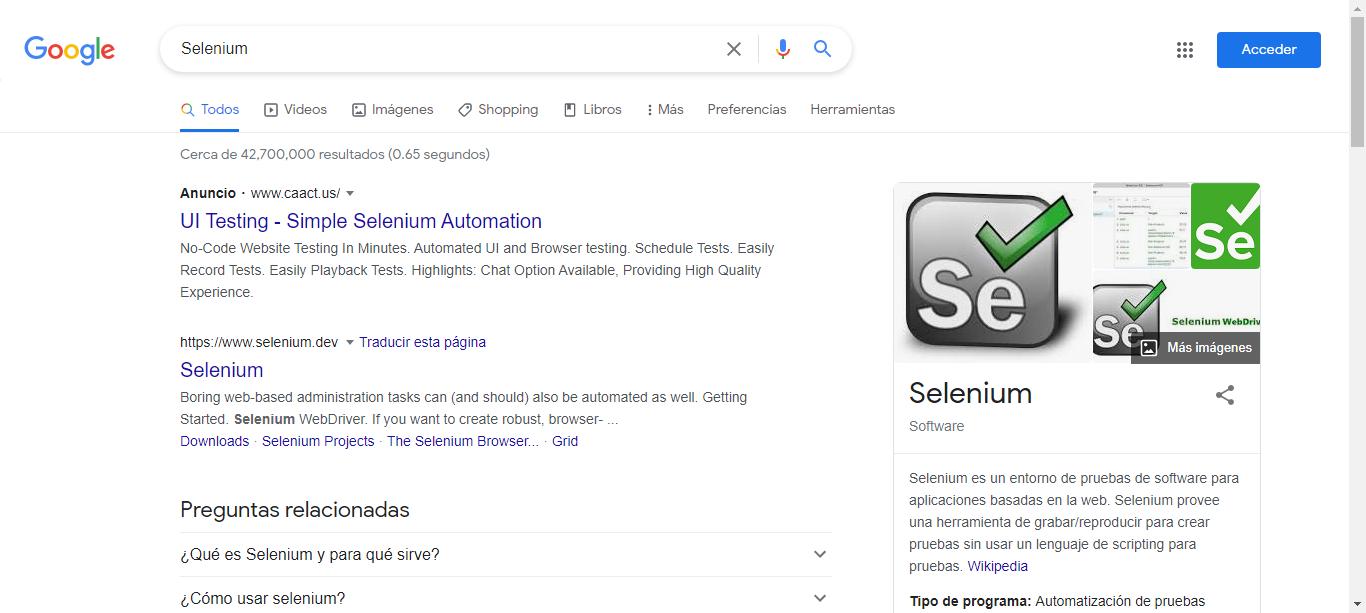 Google
Selenium
Acceder
Todos
Videos
Imágenes
Shopping
Libros
Más
Preferencias
Herramientas
Cerca de 42,700,000 resultados (0.65 segundos)
Anuncio · www.caact.us/
UI Testing - Simple Selenium Automation
No-Code Website Testing In Minutes. Automated UI and Browser testing. Schedule Tests. Easily
Record Tests. Easily Playback Tests. Highlights: Chat Option Available, Providing High Quality
Experience.
https://www.selenium.dev Traducir esta página
Selenium
Boring web-based administration tasks can (and should) also be automated as well. Getting
Started. Selenium WebDriver. If you want to create robust, browser- ...
Downloads · Selenium Projects · The Selenium Browser... · Grid
Preguntas relacionadas
¿Qué es Selenium y para qué sirve?
¿Cómo usar selenium?
Se
Se
Se
Selenium WebDriv
Más imágenes
Selenium
Software
Selenium es un entorno de pruebas de software para
aplicaciones basadas en la web. Selenium provee
una herramienta de grabar/reproducir para crear
pruebas sin usar un lenguaje de scripting para
pruebas. Wikipedia
Tipo de programa: Automatización de pruebas